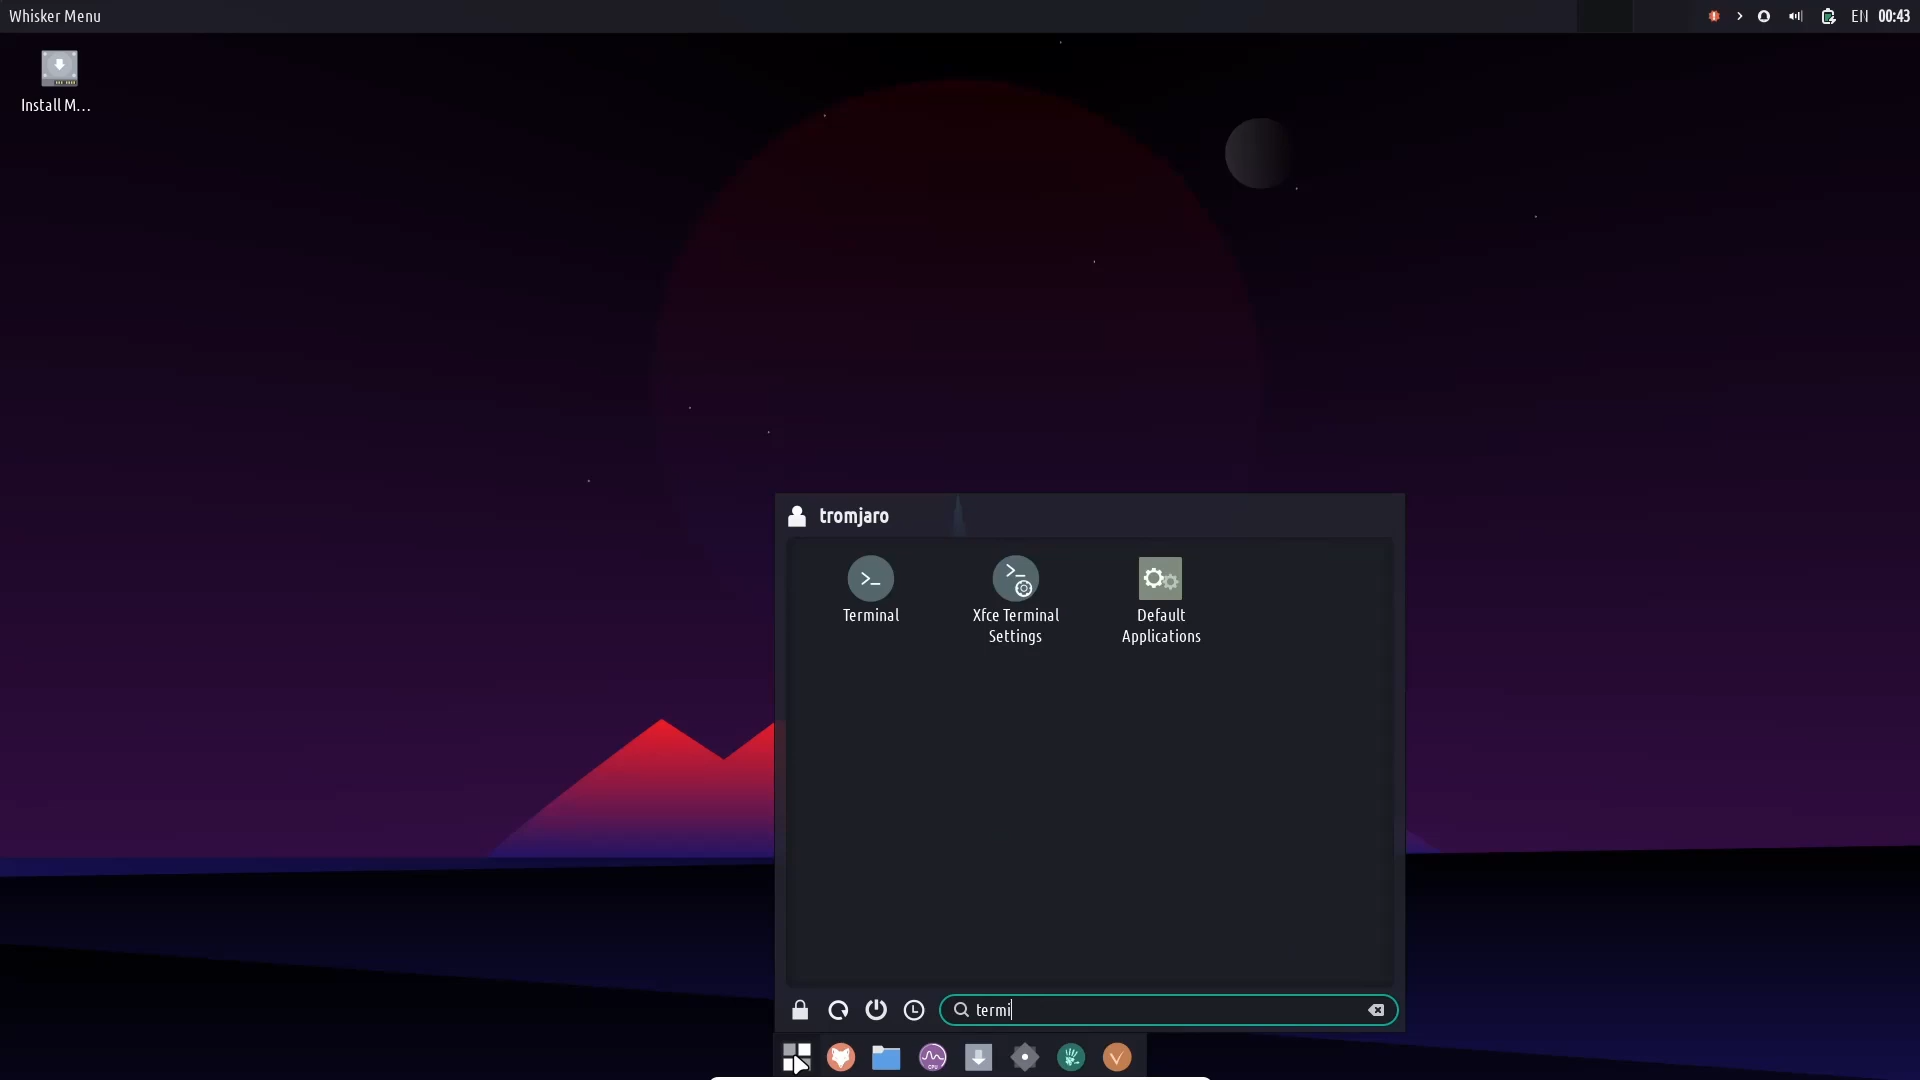 Whisker Menu
EN 00:43
Install M...
tromjaro
Terminal
Xfce Terminal
Settings
Default
Applications
termi